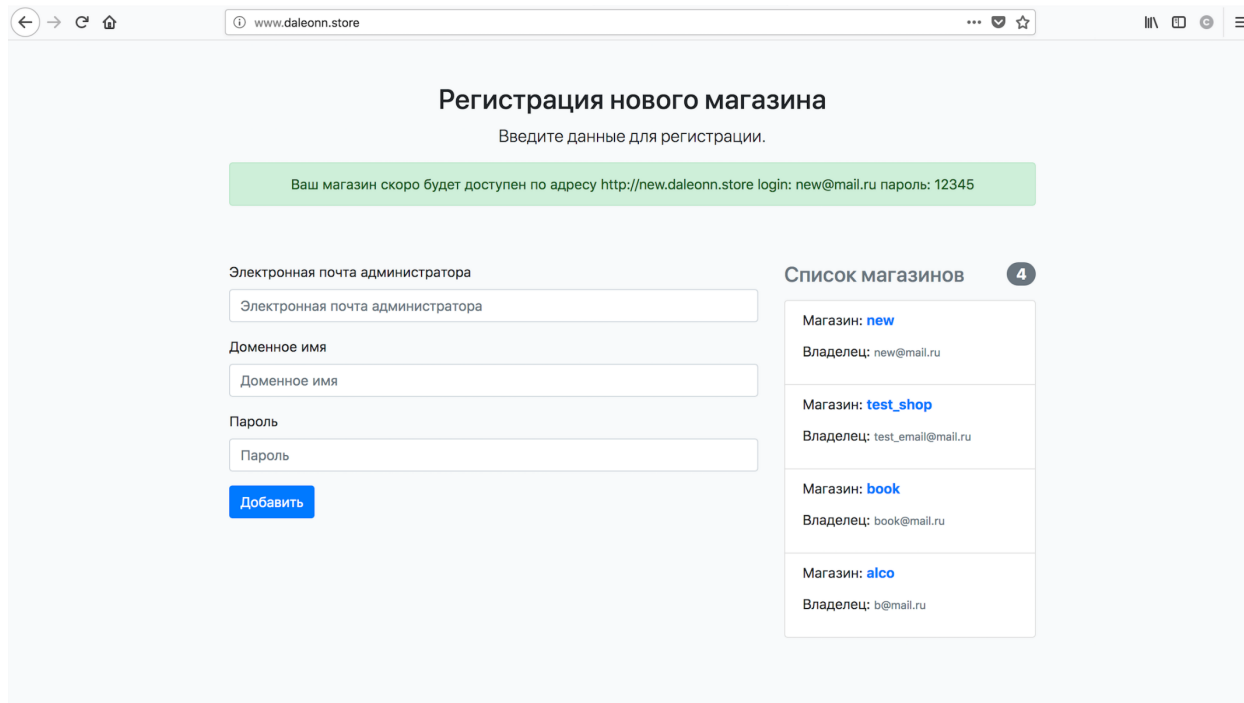 www.daleonn.store
Регистрация нового магазина
Введите данные для регистрации.
Ваш магазин скоро будет доступен по адресу http://new.daleonn.store login: new@mail.ru пароль: 12345
Электронная почта администратора
Электронная почта администратора
Доменное имя
Доменное имя
Пароль
Пароль
Добавить
Список магазинов 4
Магазин: new
Владелец: new@mail.ru
Магазин: test_shop
Владелец: test_email@mail.ru
Магазин: book
Владелец: book@mail.ru
Магазин: alco
Владелец: b@mail.ru